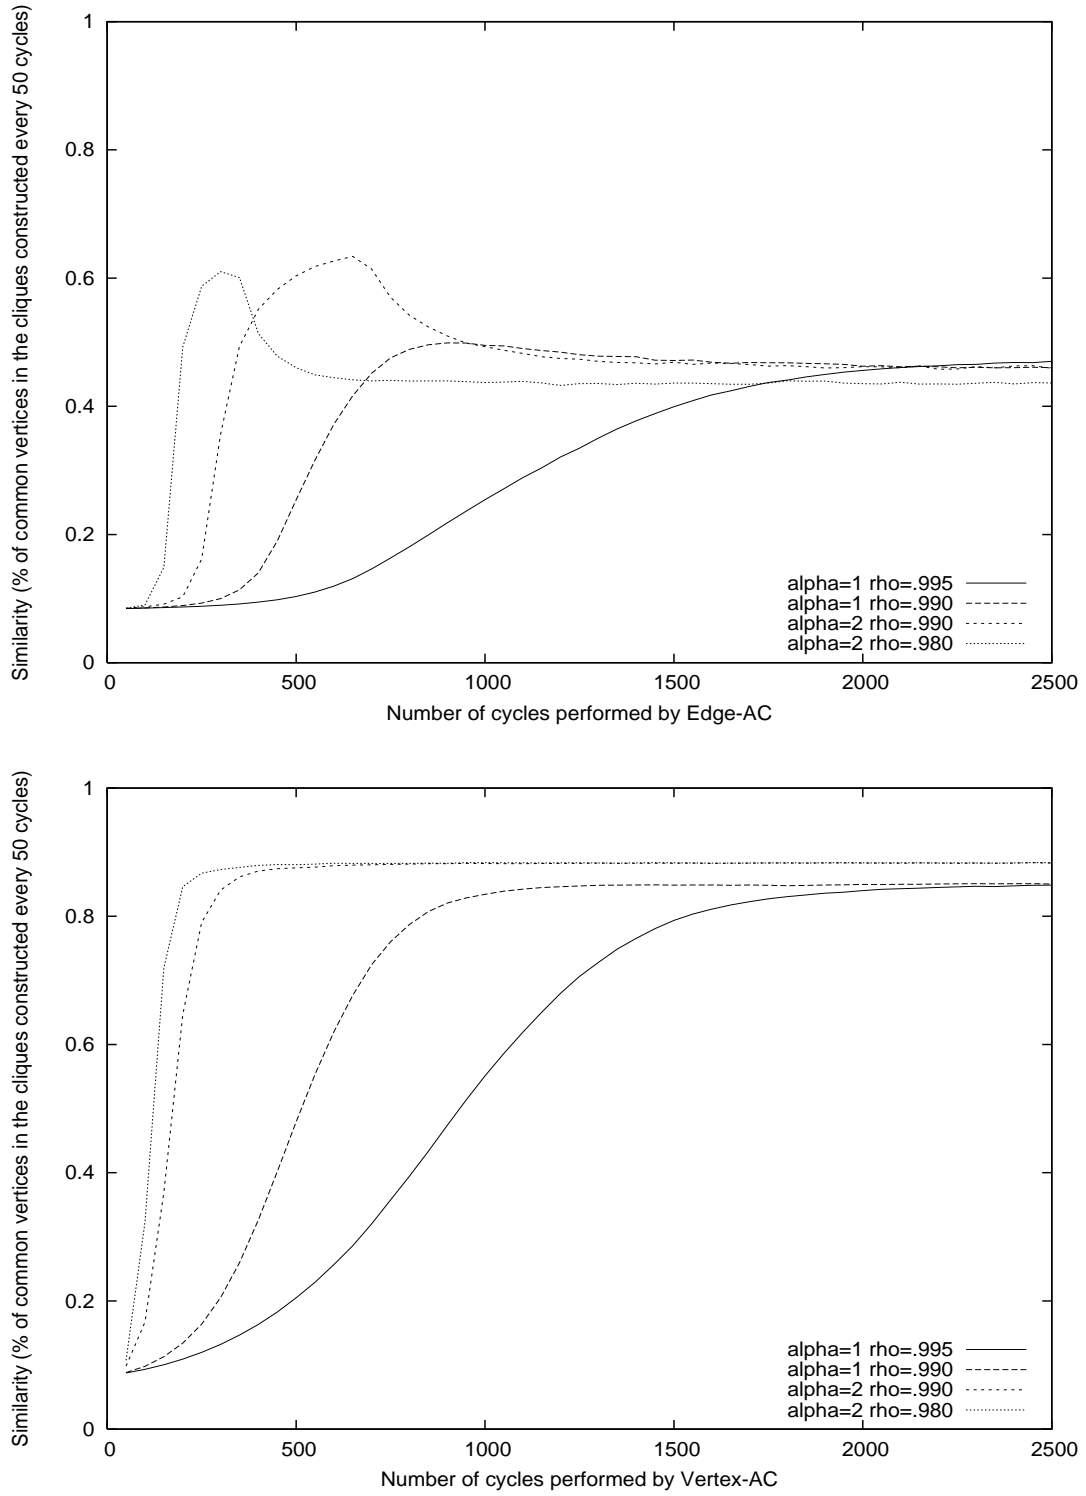 Similarity (% of common vertices in the cliques constructed every 50 cycles)
1
0.8
0.6
0.4
0.2
0
alpha=1 rho=.995
alpha=1 rho=.990
alpha=2 rho=.990
alpha=2 rho=.980
0 500 1000 1500 2000 2500
Number of cycles performed by Edge-AC
Similarity (% of common vertices in the cliques constructed every 50 cycles)
1
0.8
0.6
0.4
0.2
0
alpha=1 rho=.995
alpha=1 rho=.990
alpha=2 rho=.990
alpha=2 rho=.980
0 500 1000 1500 2000 2500
Number of cycles performed by Vertex-AC